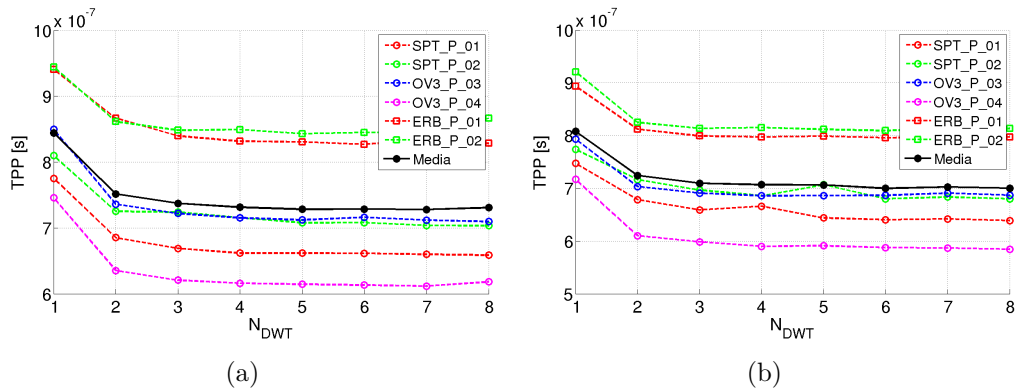 x 10^-7
10
9
8
7
6
TPP [s]
1 2 3 4 5 6 7 8
N_DWT
SPT_P_01
SPT_P_02
OV3_P_03
OV3_P_04
ERB_P_01
ERB_P_02
Media
(a)
x 10^-7
10
9
8
7
6
5
TPP [s]
1 2 3 4 5 6 7 8
N_DWT
SPT_P_01
SPT_P_02
OV3_P_03
OV3_P_04
ERB_P_01
ERB_P_02
Media
(b)